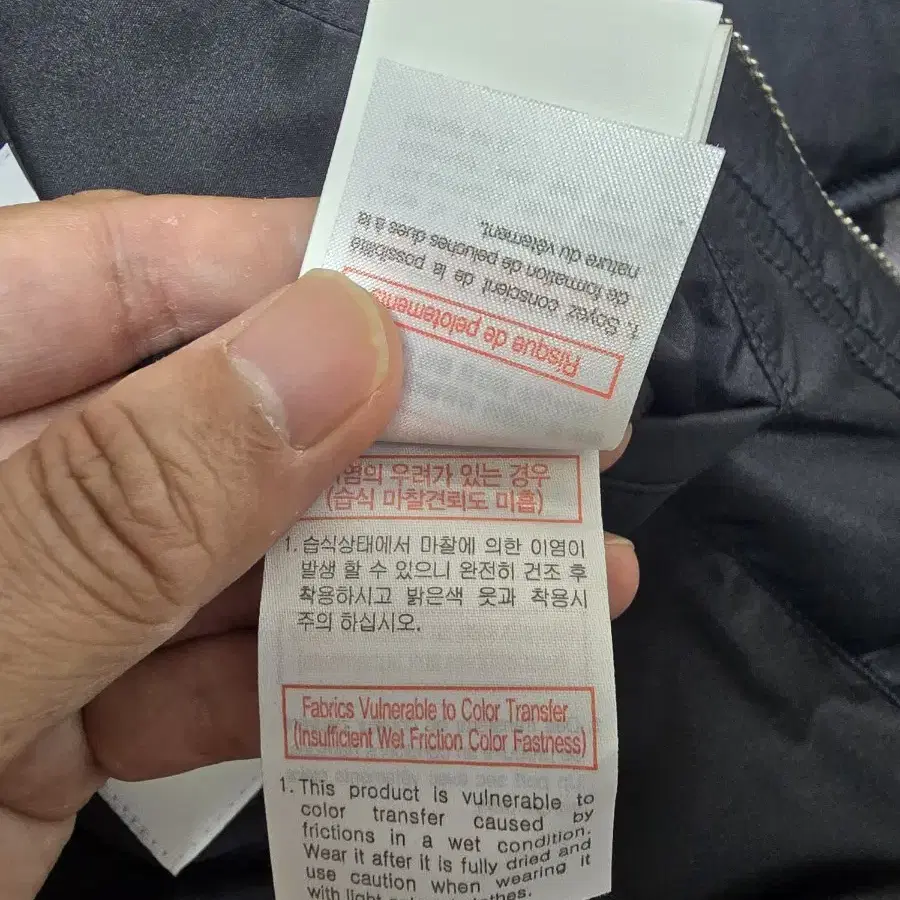 Risque de pelotement
1. Soyez conscient de la possibilité
de formation de peluches dues à la
nature du vêtement.
이염의 우려가 있는 경우
(습식 마찰견뢰도 미흡)
1. 습식상태에서 마찰에 의한 이염이
발생 할 수 있으니 완전히 건조 후
착용하시고 밝은색 옷과 착용시
주의 하십시오.
Fabrics Vulnerable to Color Transfer
(Insufficient Wet Friction Color Fastness)
1. This product is vulnerable to
color transfer caused by
frictions in a wet condition.
Wear it after it is fully dried and
use caution when wearing it
with light